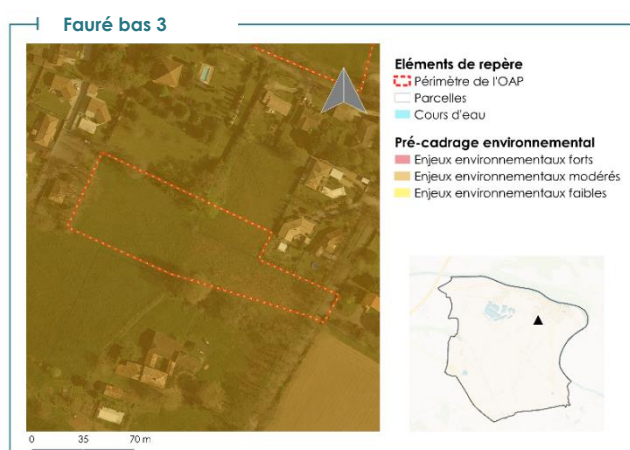 Fauré bas 3
Eléments de repère
Périmètre de l'OAP
Parcelles
Cours d'eau
Pré-cadrage environnemental
Enjeux environnementaux forts
Enjeux environnementaux modérés
Enjeux environnementaux faibles
0 35 70 m